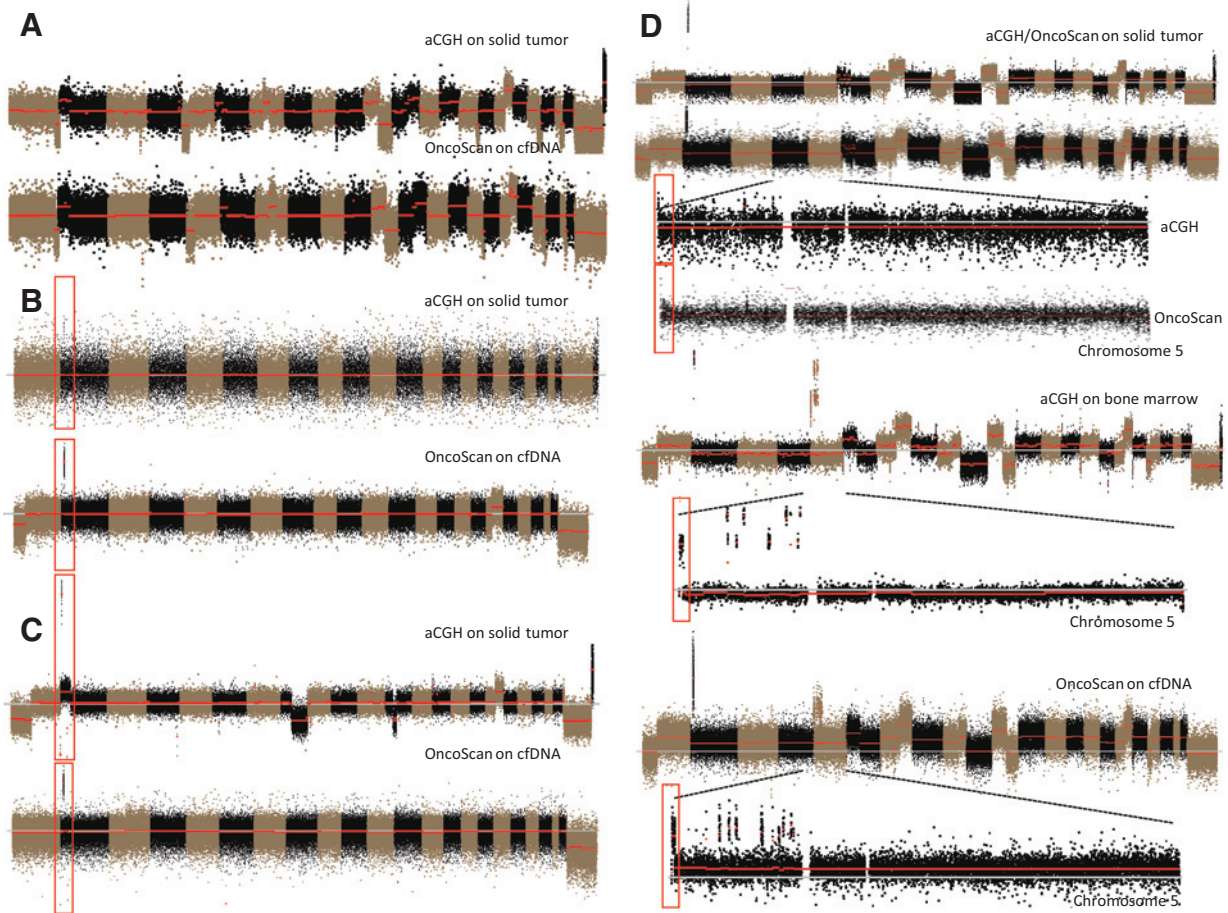 A
aCGH on solid tumor
OncoScan on cfDNA
B
aCGH on solid tumor
OncoScan on cfDNA
C
aCGH on solid tumor
OncoScan on cfDNA
D
aCGH/OncoScan on solid tumor
aCGH
OncoScan
Chromosome 5
aCGH on bone marrow
Chromosome 5
OncoScan on cfDNA
Chromosome 5